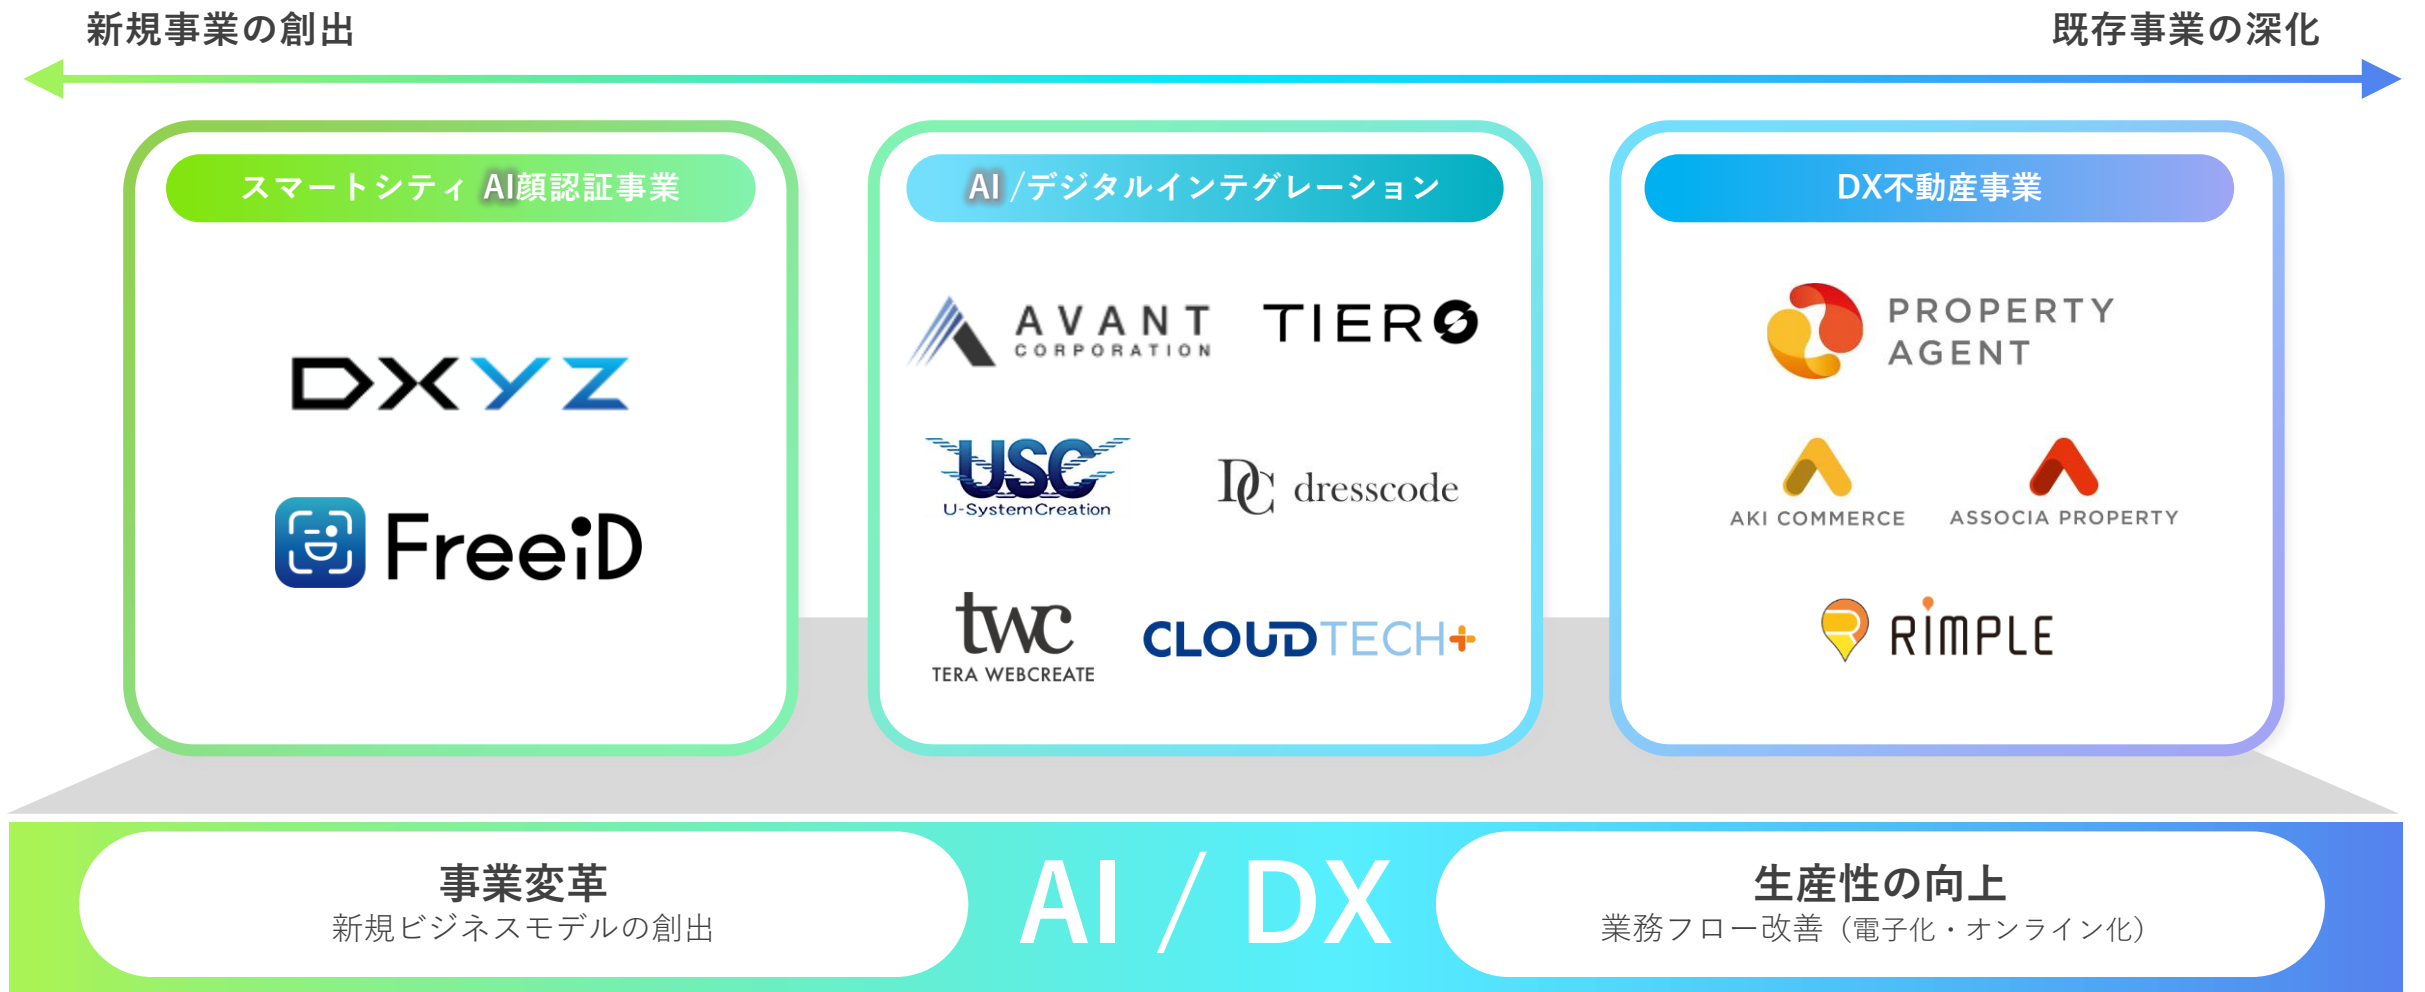 新規事業の創出
既存事業の深化
スマートシティ AI顔認証事業
DXYZ
FreeiD
AI /デジタルインテグレーション
AVANT
CORPORATION
TIERS
USC
U-SystemCreation
DC dresscode
twc
TERA WEBCREATE
CLOUDTECH+
DX不動産事業
PROPERTY
AGENT
AKI COMMERCE
ASSOCIA PROPERTY
RiMPLE
事業変革
新規ビジネスモデルの創出
AI / DX
生産性の向上
業務フロー改善（電子化・オンライン化）